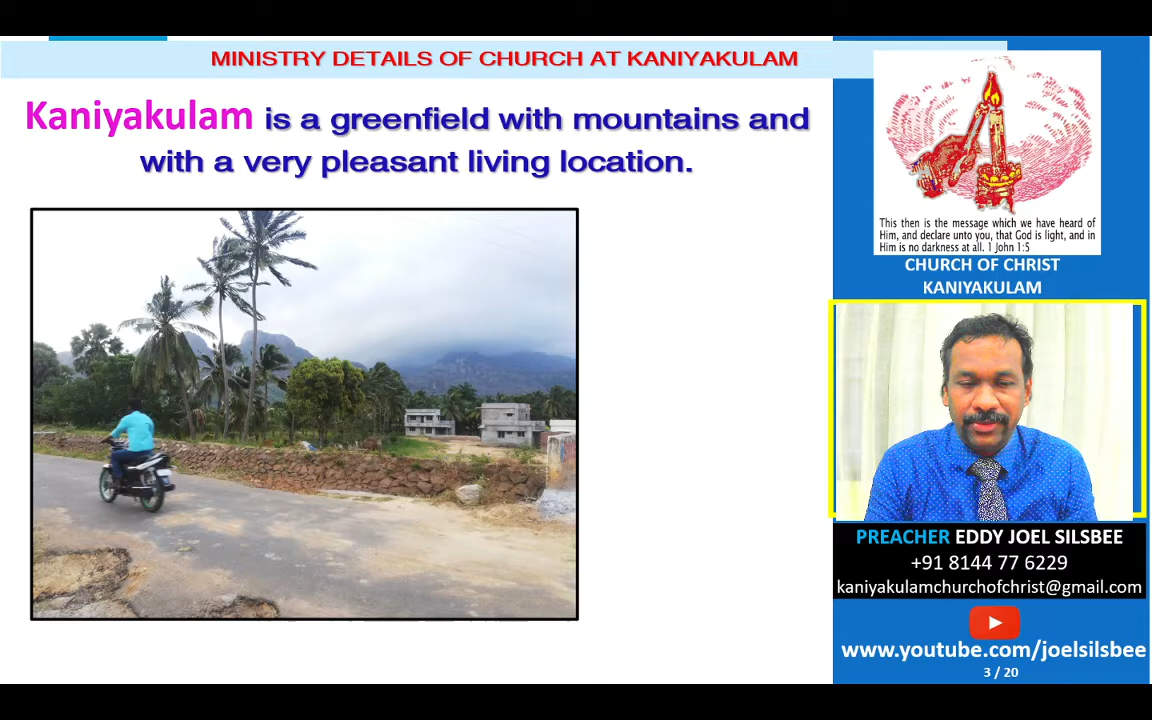 MINISTRY DETAILS OF CHURCH AT KANIYAKULAM
Kaniyakulam is a greenfield with mountains and
with a very pleasant living location.
This then is the message which we have heard of
Him, and declare unto you, that God is light, and in
Him is no darkness at all. 1 John 1:5
CHURCH OF CHRIST
KANIYAKULAM
PREACHER EDDY JOEL SILSBEE
+91 8144 77 6229
kaniyakulamchurchofchrist@gmail.com
www.youtube.com/joelsilsbee
3 / 20